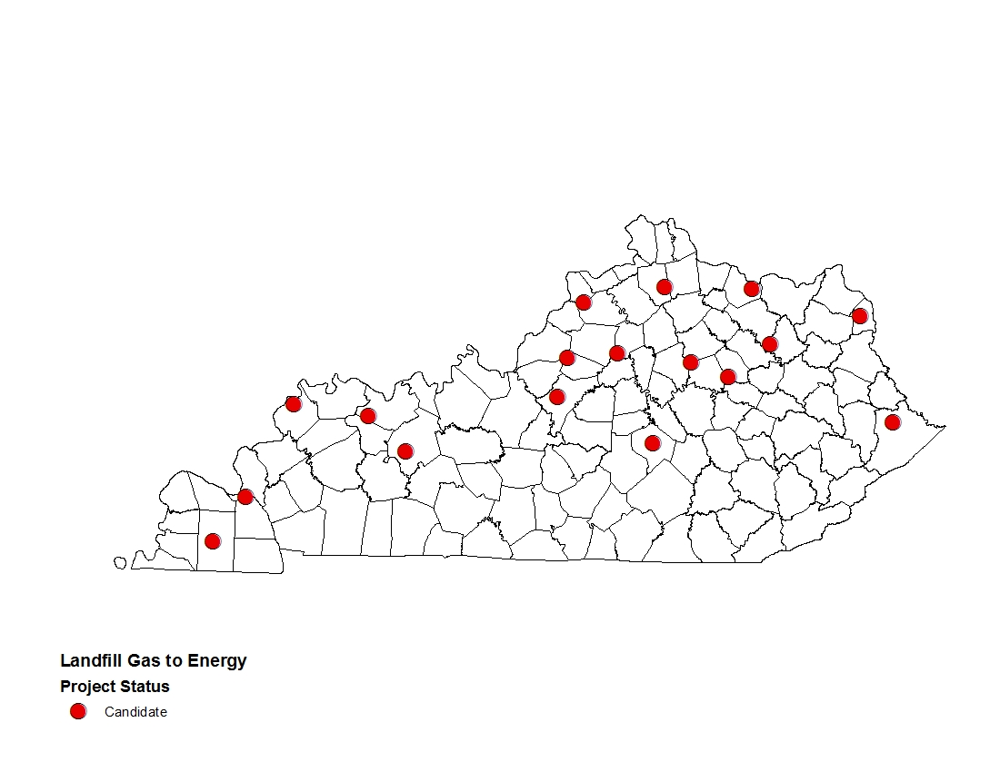 Landfill Gas to Energy
Project Status
Candidate